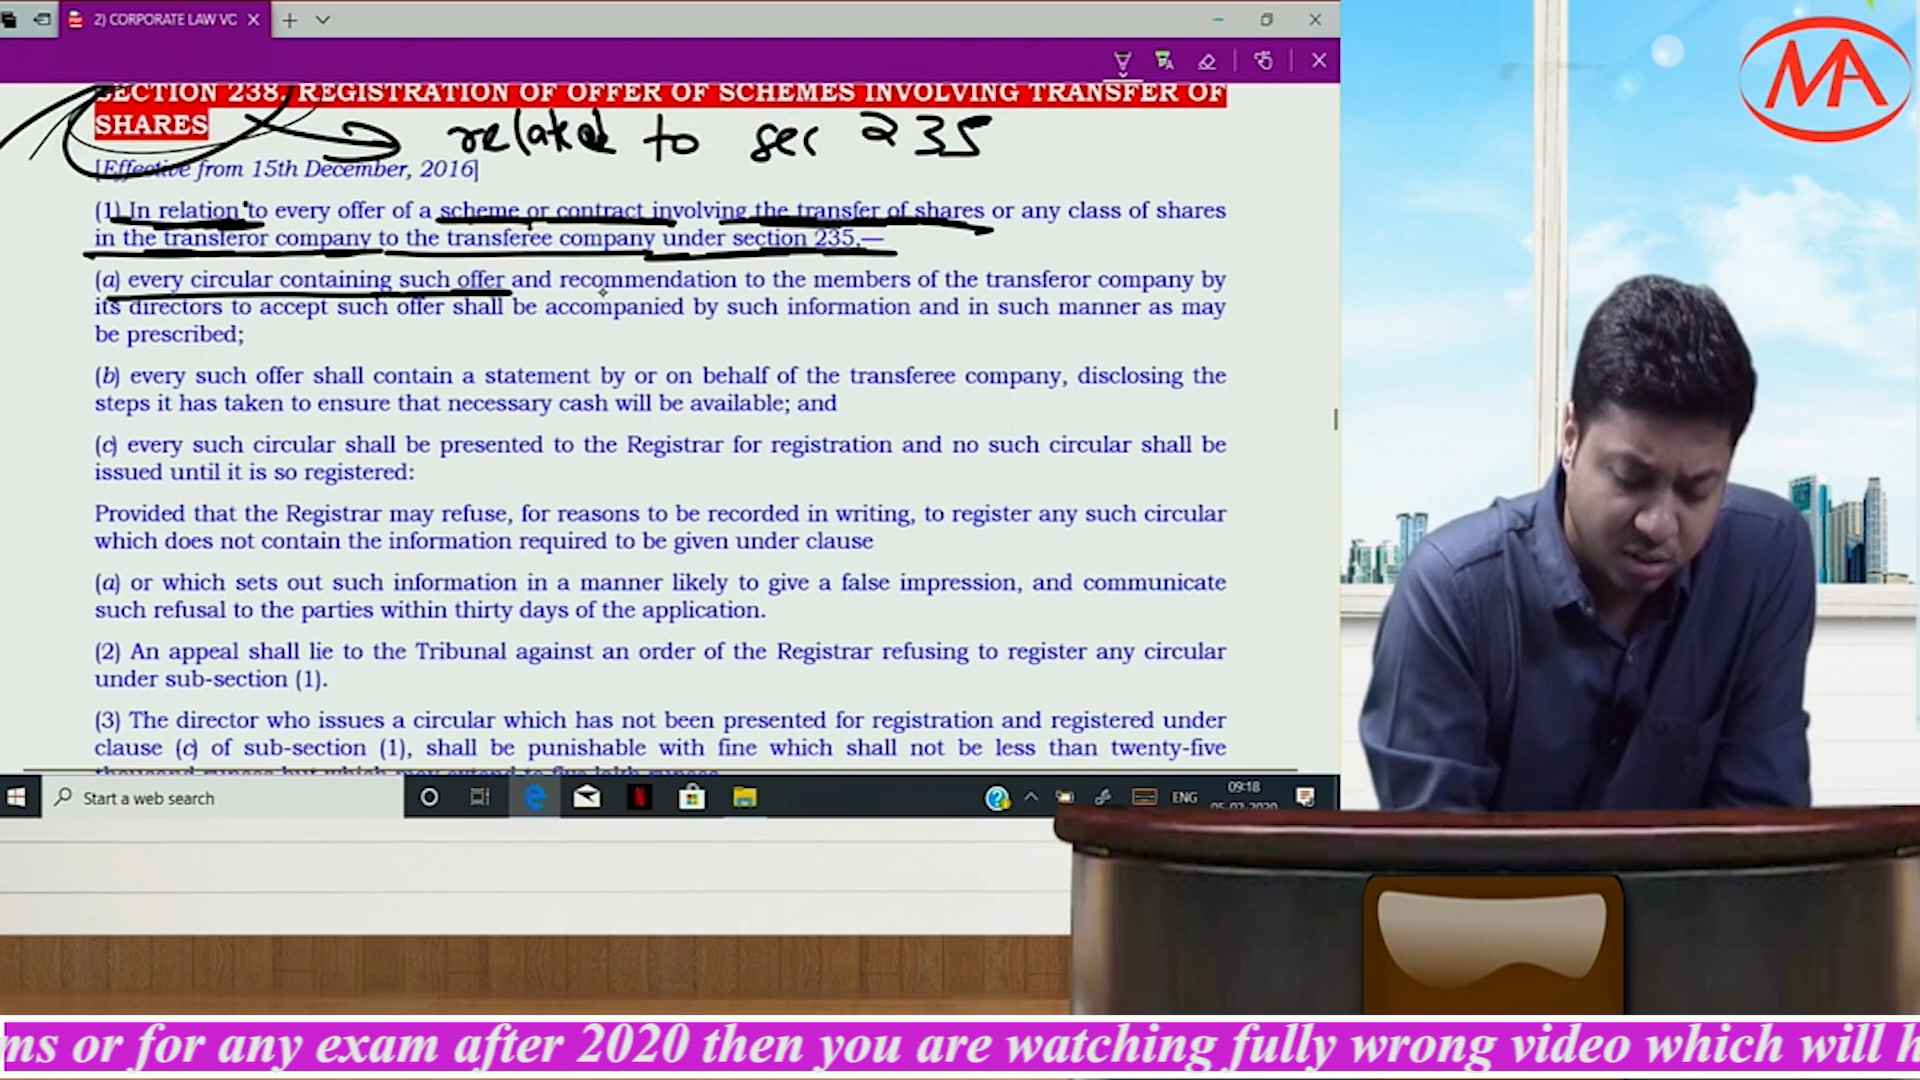 2) CORPORATE LAW VC
MA
SECTION 238. REGISTRATION OF OFFER OF SCHEMES INVOLVING TRANSFER OF
SHARES
related to sec 235
[Effective from 15th December, 2016]
(1) In relation to every offer of a scheme or contract involving the transfer of shares or any class of shares
in the transferor company to the transferee company under section 235,—
(a) every circular containing such offer and recommendation to the members of the transferor company by
its directors to accept such offer shall be accompanied by such information and in such manner as may
be prescribed;
(b) every such offer shall contain a statement by or on behalf of the transferee company, disclosing the
steps it has taken to ensure that necessary cash will be available; and
(c) every such circular shall be presented to the Registrar for registration and no such circular shall be
issued until it is so registered:
Provided that the Registrar may refuse, for reasons to be recorded in writing, to register any such circular
which does not contain the information required to be given under clause
(a) or which sets out such information in a manner likely to give a false impression, and communicate
such refusal to the parties within thirty days of the application.
(2) An appeal shall lie to the Tribunal against an order of the Registrar refusing to register any circular
under sub-section (1).
(3) The director who issues a circular which has not been presented for registration and registered under
clause (c) of sub-section (1), shall be punishable with fine which shall not be less than twenty-five
thousand rupees but which may extend to five lakh rupees
Start a web search
ENG
09:18
05-02-2020
ms or for any exam after 2020 then you are watching fully wrong video which will h